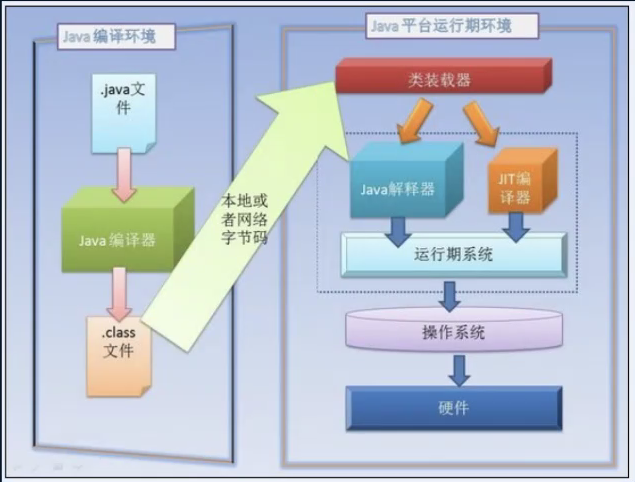 Java 编译环境
.java文
件
Java 编译器
.class
文件
本地或
者网络
字节码
Java 平台运行期环境
类装载器
Java解释器
JIT编
译器
运行期系统
操作系统
硬件